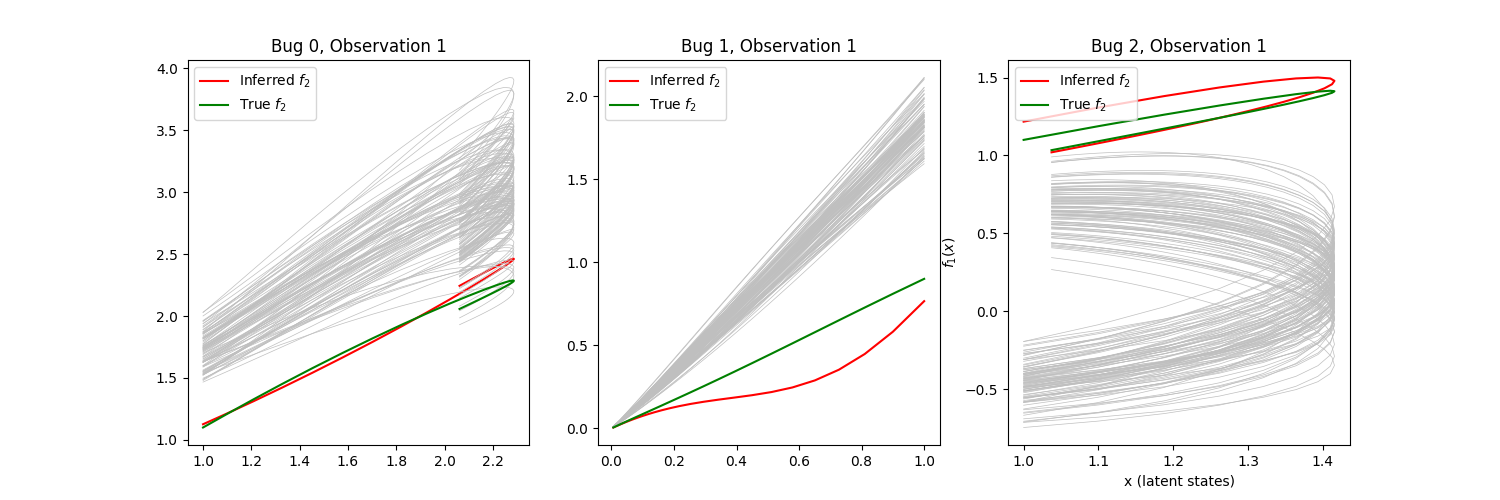 Bug 0, Observation 1
Inferred f₂
True f₂
4.0
3.5
3.0
2.5
2.0
1.5
1.0
1.0 1.2 1.4 1.6 1.8 2.0 2.2
Bug 1, Observation 1
Inferred f₂
True f₂
2.0
1.5
1.0
0.5
0.0
0.0 0.2 0.4 0.6 0.8 1.0
Bug 2, Observation 1
Inferred f₂
True f₂
f₁(x)
1.5
1.0
0.5
0.0
−0.5
1.0 1.1 1.2 1.3 1.4
x (latent states)